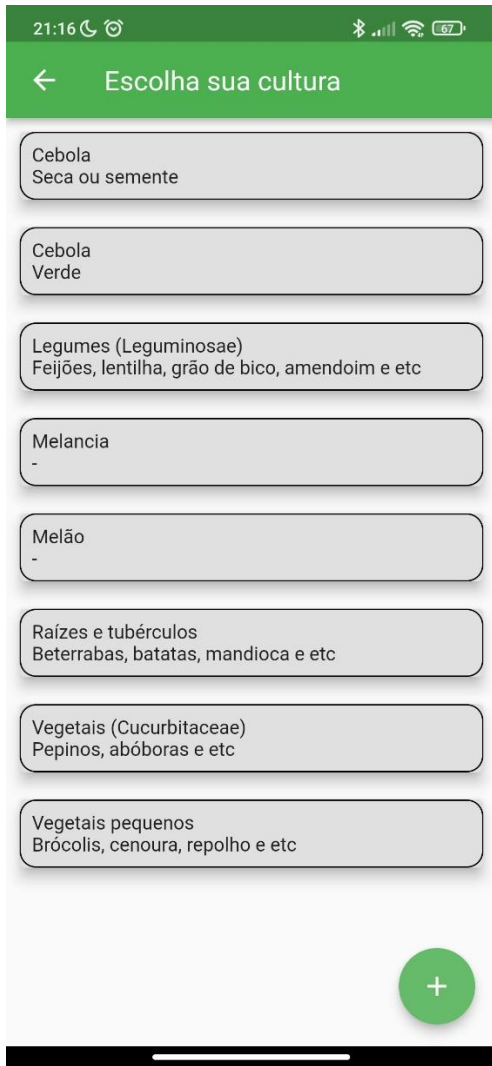 21:16
67
Escolha sua cultura
Cebola
Seca ou semente
Cebola
Verde
Legumes (Leguminosae)
Feijões, lentilha, grão de bico, amendoim e etc
Melancia
-
Melão
-
Raízes e tubérculos
Beterrabas, batatas, mandioca e etc
Vegetais (Cucurbitaceae)
Pepinos, abóboras e etc
Vegetais pequenos
Brócolis, cenoura, repolho e etc
+